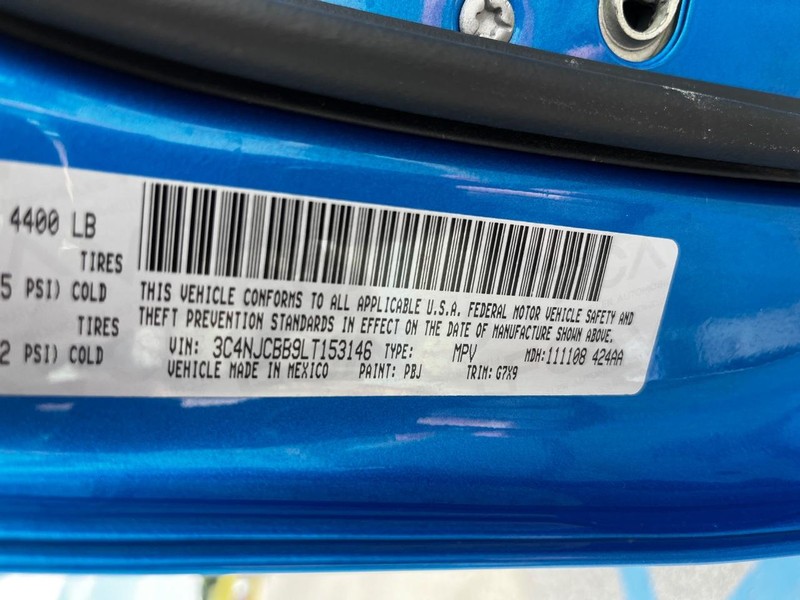 4400 LB
TIRES
5 PSI) COLD
TIRES
2 PSI) COLD
THIS VEHICLE CONFORMS TO ALL APPLICABLE U.S.A. FEDERAL MOTOR VEHICLE SAFETY AND
THEFT PREVENTION STANDARDS IN EFFECT ON THE DATE OF MANUFACTURE SHOWN ABOVE.
VIN: 3C4NJCBB9LT153146 TYPE: MPV MDH:111108 424AA
VEHICLE MADE IN MEXICO PAINT: PBJ TRIM: G7X9